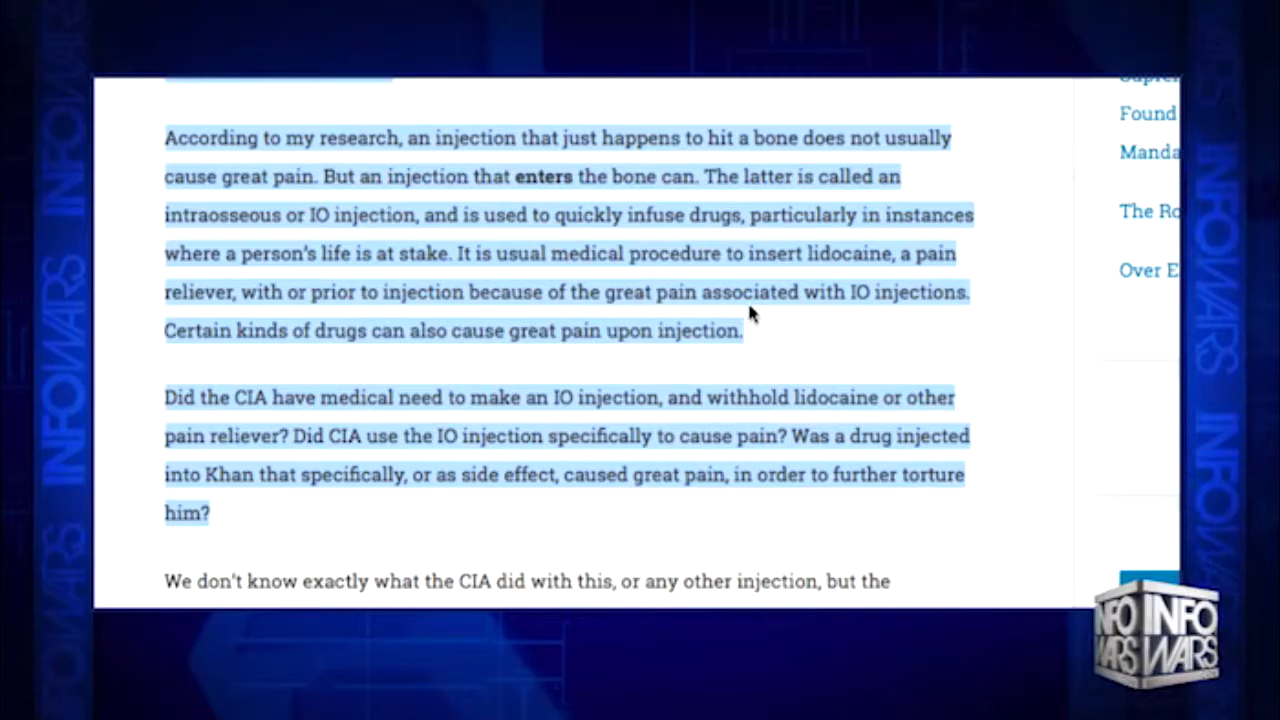 According to my research, an injection that just happens to hit a bone does not usually
cause great pain. But an injection that enters the bone can. The latter is called an
intraosseous or IO injection, and is used to quickly infuse drugs, particularly in instances
where a person's life is at stake. It is usual medical procedure to insert lidocaine, a pain
reliever, with or prior to injection because of the great pain associated with IO injections.
Certain kinds of drugs can also cause great pain upon injection.
Did the CIA have medical need to make an IO injection, and withhold lidocaine or other
pain reliever? Did CIA use the IO injection specifically to cause pain? Was a drug injected
into Khan that specifically, or as side effect, caused great pain, in order to further torture
him?
We don't know exactly what the CIA did with this, or any other injection, but the
Found
Manda
The Ro
Over E
INFOWARS
INFOWARS
INFOWARS
INFOWARS
INFO
WARS